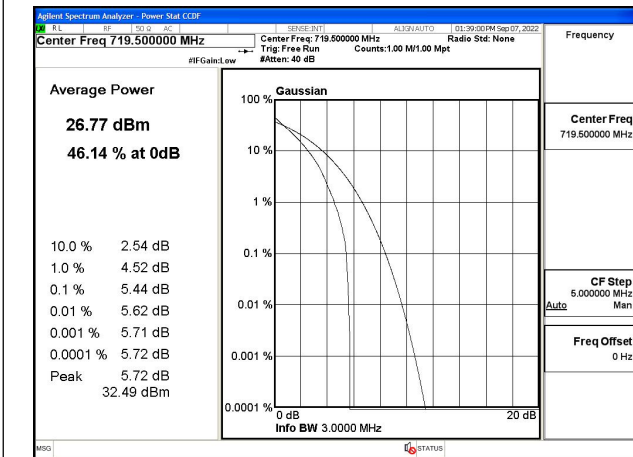 Agilent Spectrum Analyzer - Power Stat CCDF
RL RF 50 Ω AC SENSE:INT ALIGN AUTO 01:39:00 PM Sep 07, 2022
Center Freq 719.500000 MHz
Center Freq: 719.500000 MHz Radio Std: None
Trig: Free Run Counts:1.00 M/1.00 Mpt
#IFGain:Low #Atten: 40 dB
Frequency
Average Power
26.77 dBm
46.14 % at 0dB
10.0 % 2.54 dB
1.0 % 4.52 dB
0.1 % 5.44 dB
0.01 % 5.62 dB
0.001 % 5.71 dB
0.0001 % 5.72 dB
Peak 5.72 dB
32.49 dBm
Gaussian
100 %
10 %
1 %
0.1 %
0.01 %
0.001 %
0.0001 %
0 dB 20 dB
Info BW 3.0000 MHz
Center Freq
719.500000 MHz
CF Step
5.000000 MHz
Auto Man
Freq Offset
0 Hz
MSG STATUS